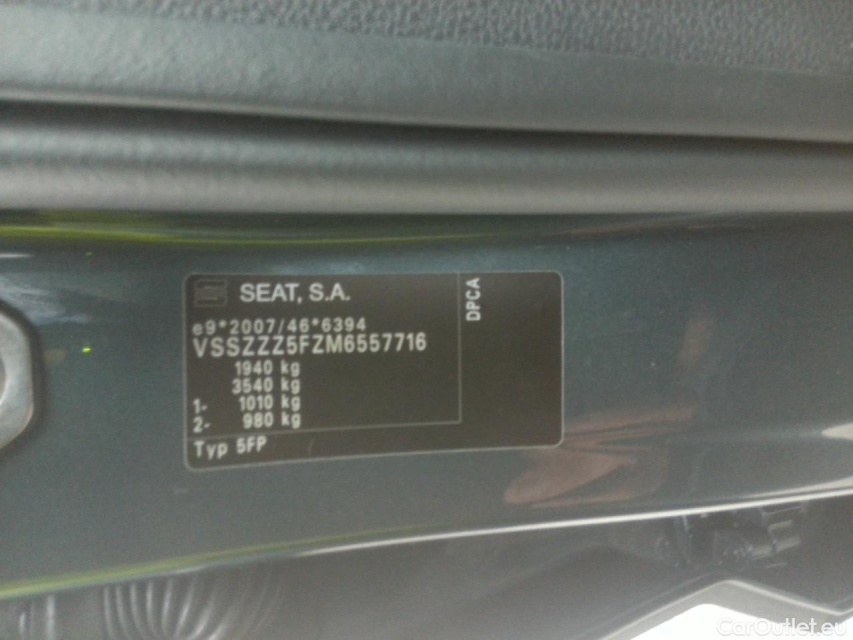 SEAT, S.A.
DPCA
e9*2007/46*6394
VSSZZZ5FZM6557716
1940 kg
3540 kg
1- 1010 kg
2- 980 kg
Typ 5FP
CarOutlet.eu